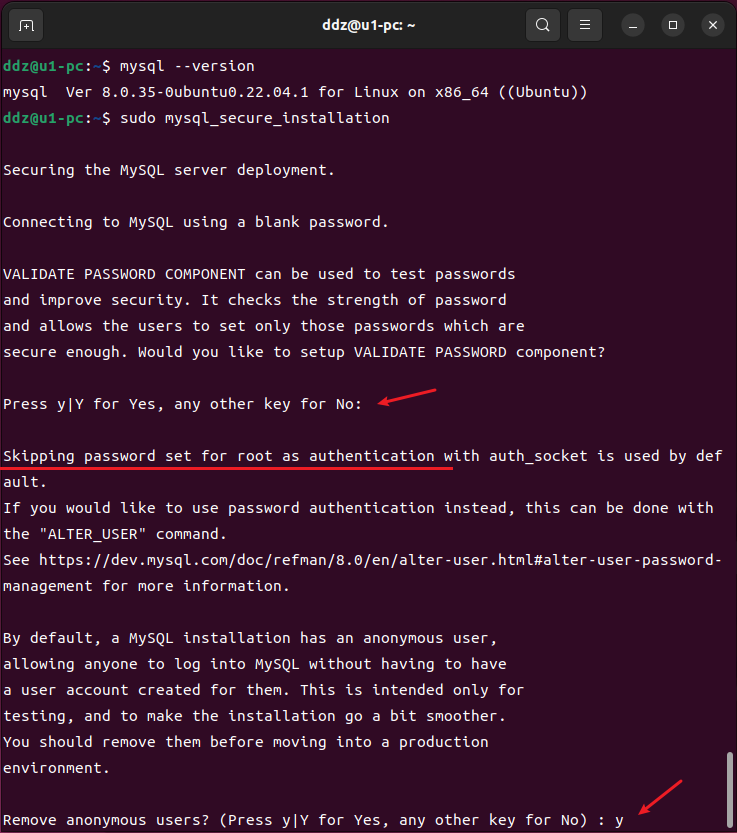 ddz@u1-pc: ~
ddz@u1-pc:~$ mysql --version
mysql  Ver 8.0.35-0ubuntu0.22.04.1 for Linux on x86_64 ((Ubuntu))
ddz@u1-pc:~$ sudo mysql_secure_installation
Securing the MySQL server deployment.
Connecting to MySQL using a blank password.
VALIDATE PASSWORD COMPONENT can be used to test passwords
and improve security. It checks the strength of password
and allows the users to set only those passwords which are
secure enough. Would you like to setup VALIDATE PASSWORD component?
Press y|Y for Yes, any other key for No:
Skipping password set for root as authentication with auth_socket is used by def
ault.
If you would like to use password authentication instead, this can be done with
the "ALTER_USER" command.
See https://dev.mysql.com/doc/refman/8.0/en/alter-user.html#alter-user-password-
management for more information.
By default, a MySQL installation has an anonymous user,
allowing anyone to log into MySQL without having to have
a user account created for them. This is intended only for
testing, and to make the installation go a bit smoother.
You should remove them before moving into a production
environment.
Remove anonymous users? (Press y|Y for Yes, any other key for No) : y